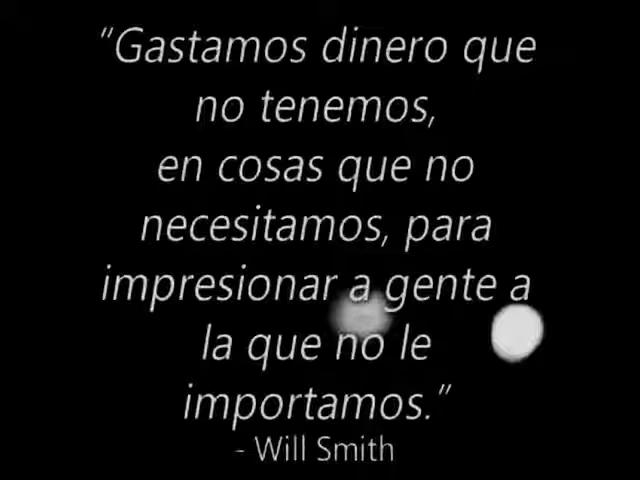 “Gastamos dinero que
no tenemos,
en cosas que no
necesitamos, para
impresionar a gente a
la que no le
importamos.”
- Will Smith